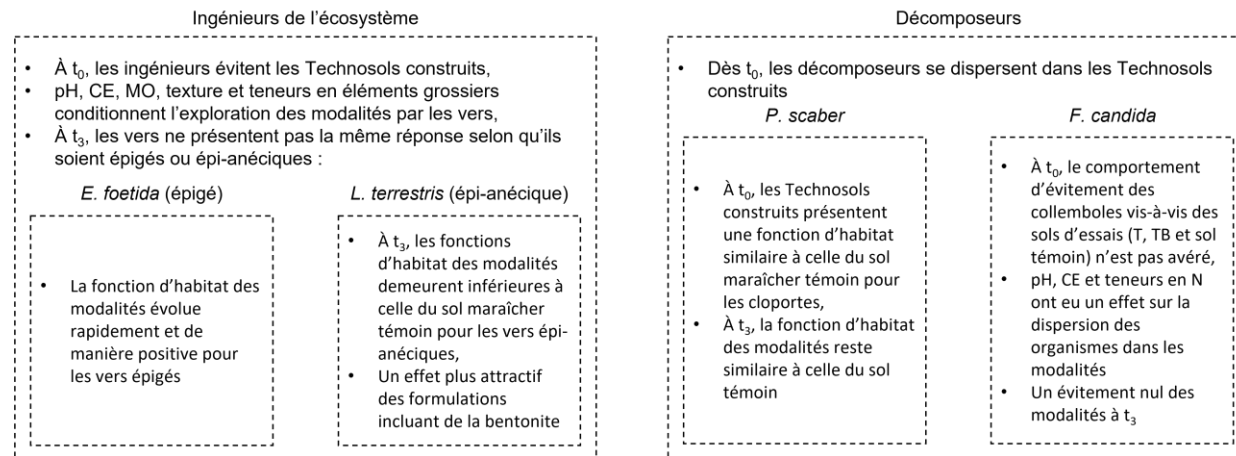 Ingénieurs de l'écosystème
• À t₀, les ingénieurs évitent les Technosols construits,
• pH, CE, MO, texture et teneurs en éléments grossiers
conditionnent l'exploration des modalités par les vers,
• À t₃, les vers ne présentent pas la même réponse selon qu'ils
soient épigés ou épi-anéciques :
E. foetida (épigé)
• La fonction d'habitat des
modalités évolue
rapidement et de
manière positive pour
les vers épigés
L. terrestris (épi-anécique)
• À t₃, les fonctions
d'habitat des modalités
demeurent inférieures à
celle du sol maraîcher
témoin pour les vers épi-
anéciques,
• Un effet plus attractif
des formulations
incluant de la bentonite
Décomposeurs
• Dès t₀, les décomposeurs se dispersent dans les Technosols
construits
P. scaber
• À t₀, les Technosols
construits présentent
une fonction d'habitat
similaire à celle du sol
maraîcher témoin pour
les cloportes,
• À t₃, la fonction d'habitat
des modalités reste
similaire à celle du sol
témoin
F. candida
• À t₀, le comportement
d'évitement des
collemboles vis-à-vis des
sols d'essais (T, TB et sol
témoin) n'est pas avéré,
• pH, CE et teneurs en N
ont eu un effet sur la
dispersion des
organismes dans les
modalités
• Un évitement nul des
modalités à t₃